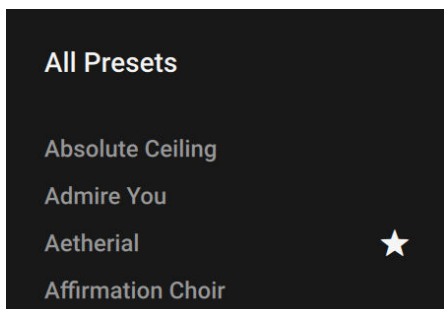 All Presets
Absolute Ceiling
Admire You
Aetherial
Affirmation Choir